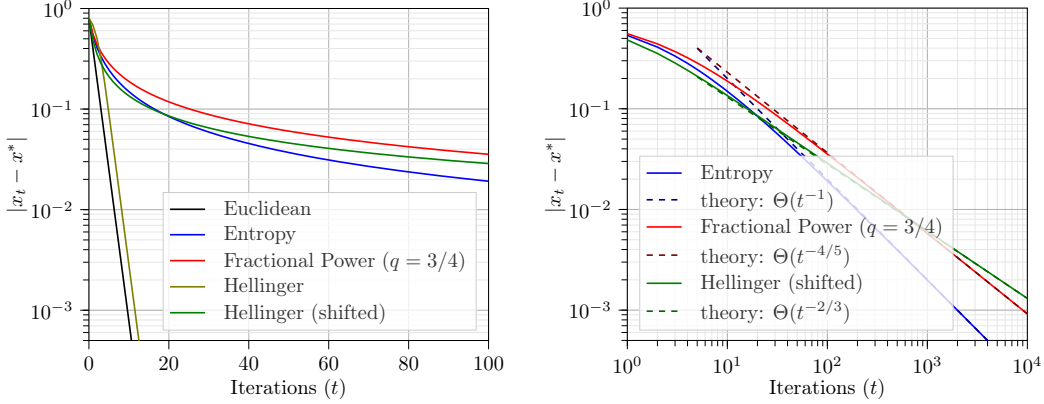 10^0
10^{-1}
10^{-2}
10^{-3}
|x_t − x^*|
0 20 40 60 80 100
Iterations (t)
Euclidean
Entropy
Fractional Power (q = 3/4)
Hellinger
Hellinger (shifted)
10^0
10^{-1}
10^{-2}
10^{-3}
|x_t − x^*|
10^0 10^1 10^2 10^3 10^4
Iterations (t)
Entropy
theory: Θ(t^{-1})
Fractional Power (q = 3/4)
theory: Θ(t^{-4/5})
Hellinger (shifted)
theory: Θ(t^{-2/3})